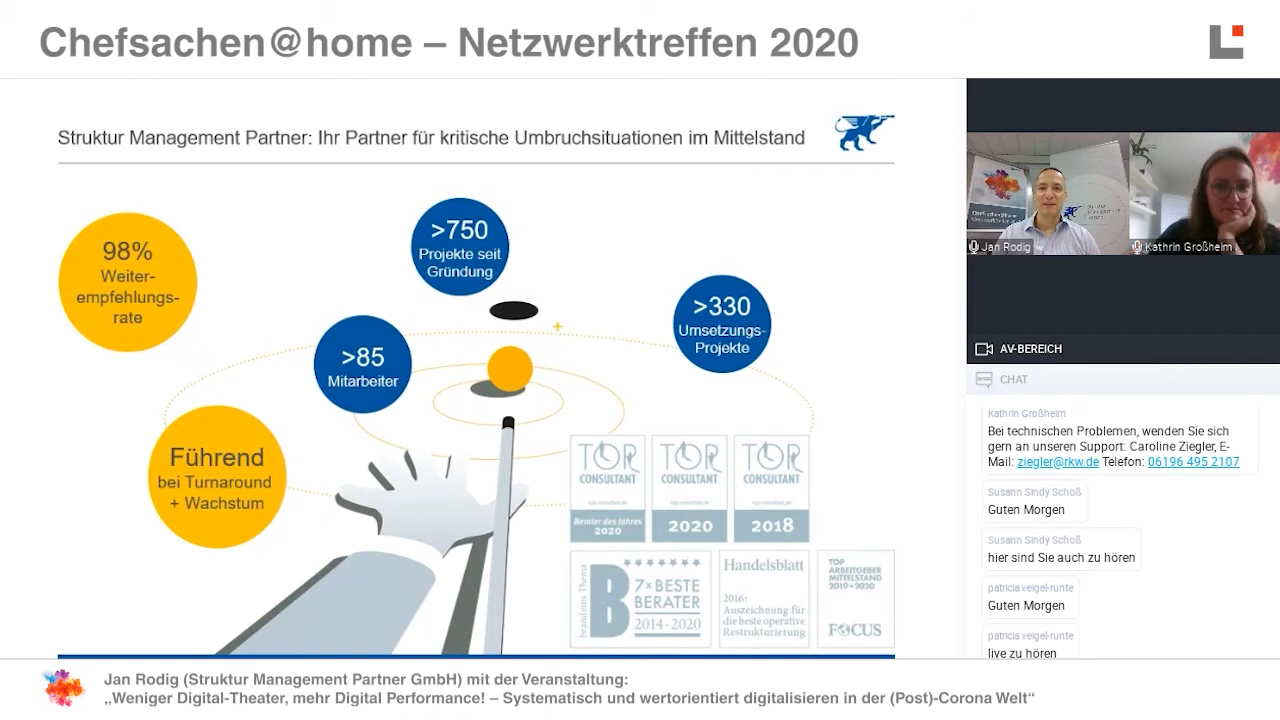 Chefsachen@home – Netzwerktreffen 2020
Struktur Management Partner: Ihr Partner für kritische Umbruchsituationen im Mittelstand
98%
Weiter-
empfehlungs-
rate
>750
Projekte seit
Gründung
>330
Umsetzungs-
Projekte
>85
Mitarbeiter
Führend
bei Turnaround
+ Wachstum
TOP
CONSULTANT
Berater des Jahres
2020
TOP
CONSULTANT
2020
TOP
CONSULTANT
2018
brand eins Thema
B
7x BESTE
BERATER
2014-2020
Handelsblatt
2016:
Auszeichnung für
die beste operative
Restrukturierung
TOP
ARBEITGEBER
MITTELSTAND
2019+2020
FOCUS
Jan Rodig
Kathrin Großheim
AV-BEREICH
CHAT
Kathrin Großheim
Bei technischen Problemen, wenden Sie sich
gern an unseren Support: Caroline Ziegler, E-
Mail: ziegler@rkw.de Telefon: 06196 495 2107
Susann Sindy Schoß
Guten Morgen
Susann Sindy Schoß
hier sind Sie auch zu hören
patricia veigel-runte
Guten Morgen
patricia veigel-runte
live zu hören
Jan Rodig (Struktur Management Partner GmbH) mit der Veranstaltung:
„Weniger Digital-Theater, mehr Digital Performance! – Systematisch und wertorientiert digitalisieren in der (Post)-Corona Welt“